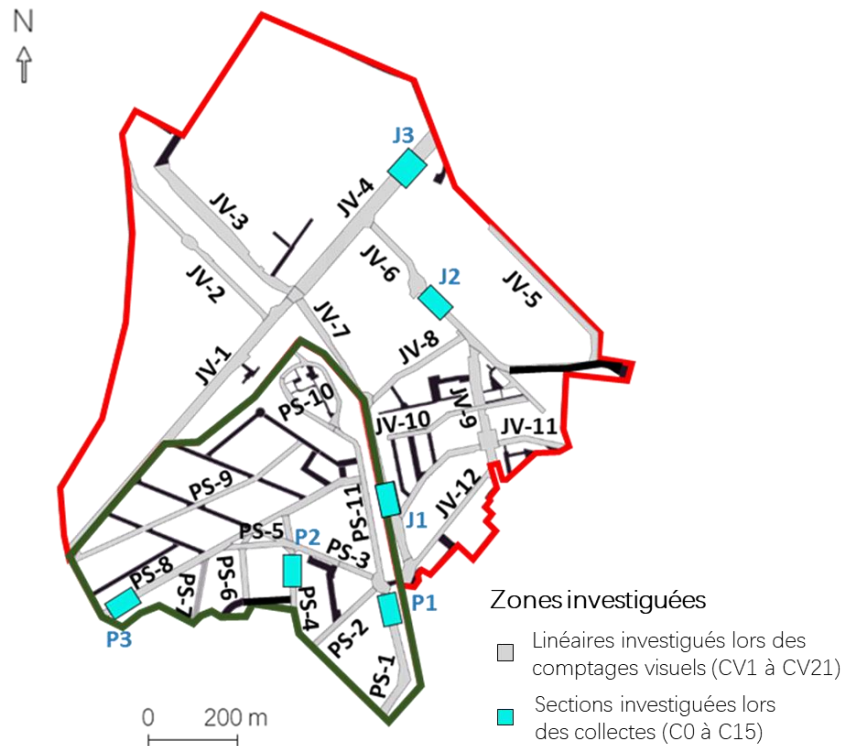 N
J3
JV-4
JV-3
JV-6
J2
JV-5
JV-2
JV-7
JV-8
JV-1
PS-10
JV-9
JV-10
JV-11
PS-9
PS-11
JV-12
J1
PS-5
P2
PS-3
PS-8
PS-7
PS-6
PS-4
P1
P3
PS-2
PS-1
Zones investiguées
Linéaires investigués lors des
comptages visuels (CV1 à CV21)
Sections investiguées lors
des collectes (C0 à C15)
0 200 m